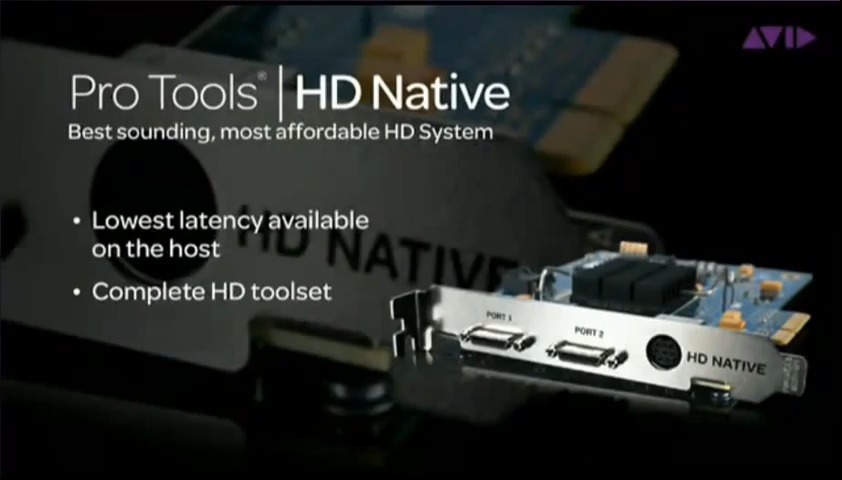 AVID
Pro Tools® | HD Native
Best sounding, most affordable HD System
• Lowest latency available
on the host
• Complete HD toolset
HD NATIVE
PORT 1
PORT 2
HD NATIVE